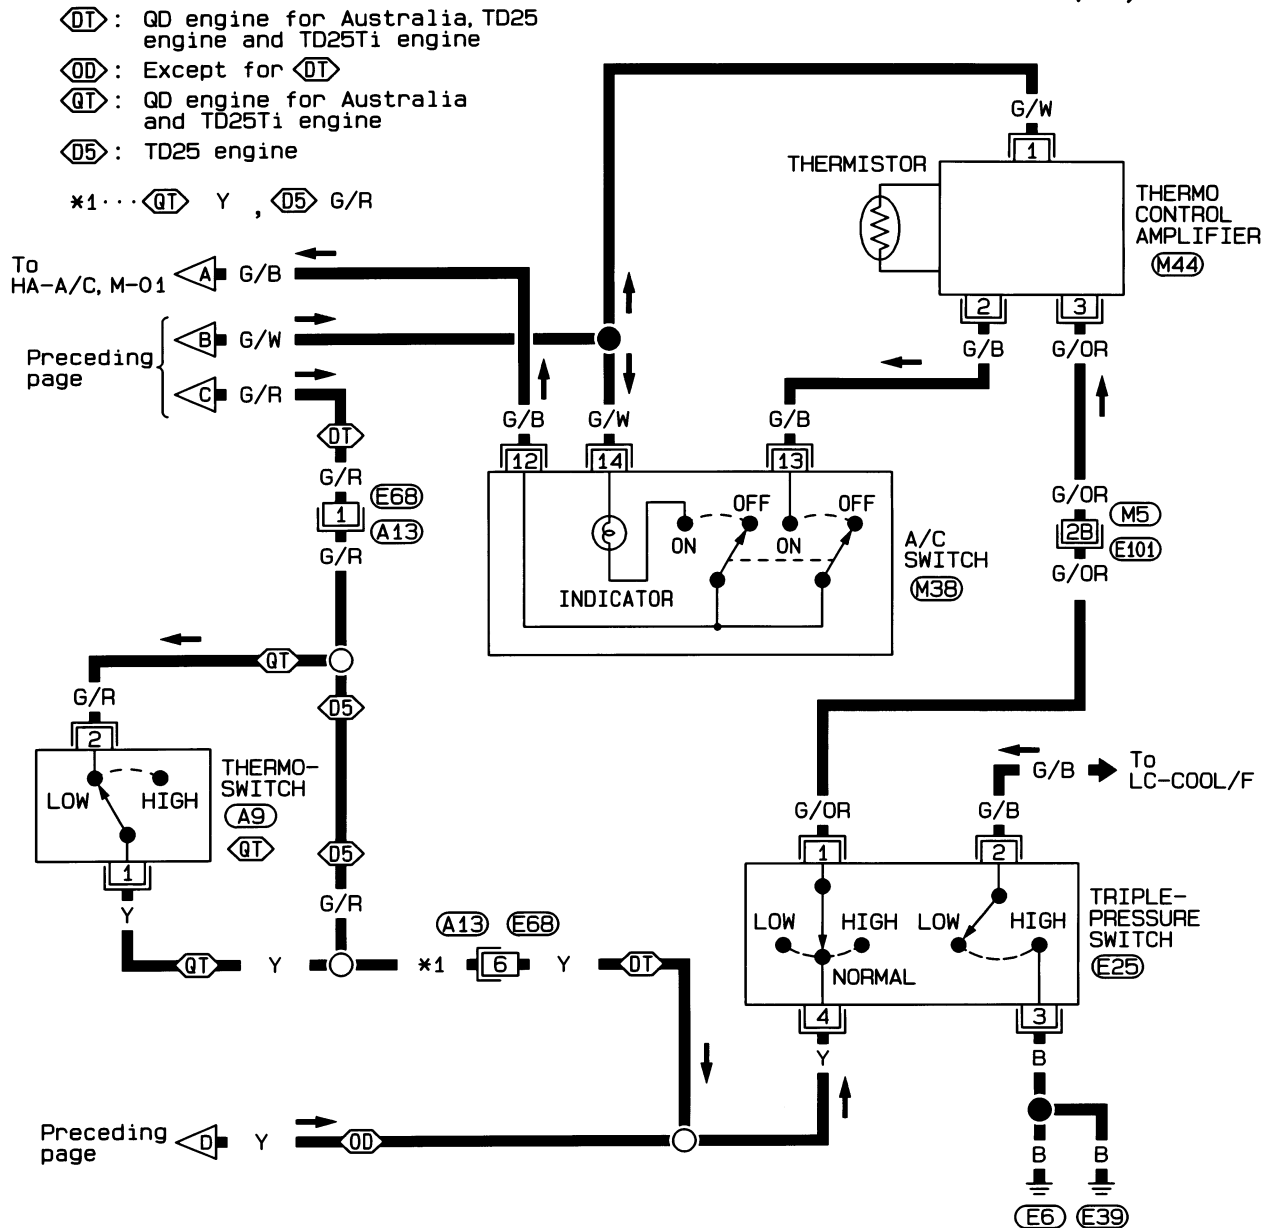 DT : QD engine for Australia, TD25
engine and TD25Ti engine
OD : Except for DT
QT : QD engine for Australia
and TD25Ti engine
D5 : TD25 engine
*1··· QT Y , D5 G/R
G/W
1
THERMISTOR
THERMO
CONTROL
AMPLIFIER
M44
2
3
G/B
G/OR
To
HA-A/C, M-01
A
G/B
Preceding
page
B
G/W
C
G/R
DT
G/R
1
E68
A13
G/R
G/B
G/W
G/B
12
14
13
ON
OFF
ON
OFF
INDICATOR
A/C
SWITCH
M38
G/OR
2B
M5
E101
G/OR
QT
D5
G/R
2
LOW
HIGH
THERMO-
SWITCH
A9
QT
1
Y
D5
G/R
QT
Y
*1
A13
E68
6
Y
DT
G/B
To
LC-COOL/F
G/OR
G/B
1
2
LOW
HIGH
NORMAL
LOW
HIGH
TRIPLE-
PRESSURE
SWITCH
E25
4
3
Y
B
Preceding
page
D
Y
OD
B
B
E6
E39